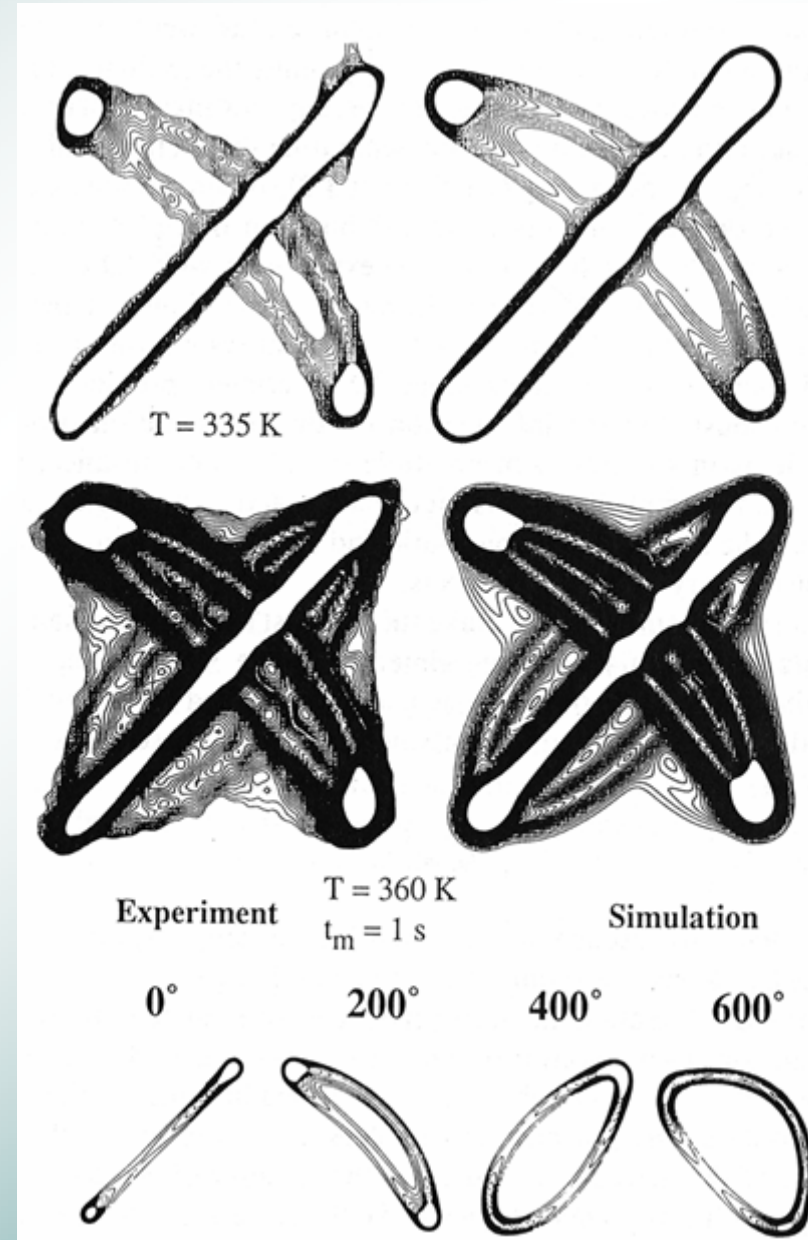 T = 335 K
T = 360 K
Experiment
t_m = 1 s
Simulation
0°
200°
400°
600°